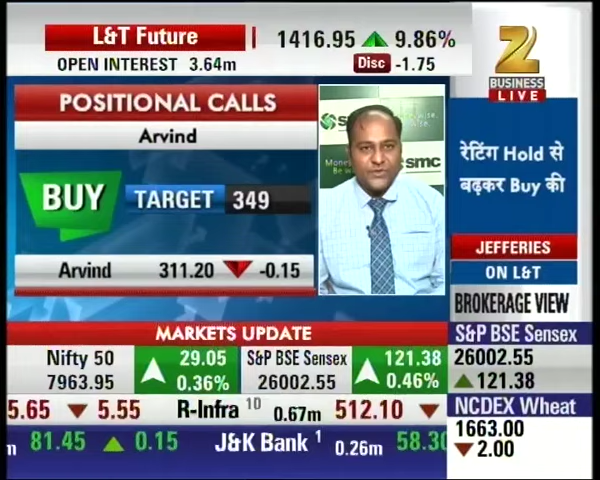 L&T Future 1416.95 9.86%
OPEN INTEREST 3.64m Disc -1.75
Z
BUSINESS
LIVE
POSITIONAL CALLS
Arvind
BUY TARGET 349
Arvind 311.20 -0.15
smc
Be
रेटिंग Hold से
बढ़कर Buy की
JEFFERIES
ON L&T
BROKERAGE VIEW
MARKETS UPDATE
Nifty 50 29.05 S&P BSE Sensex 121.38
7963.95 0.36% 26002.55 0.46%
S&P BSE Sensex
26002.55
121.38
5.65 5.55 R-Infra 10 0.67m 512.10
m 81.45 0.15 J&K Bank 1 0.26m 58.30
NCDEX Wheat
1663.00
2.00